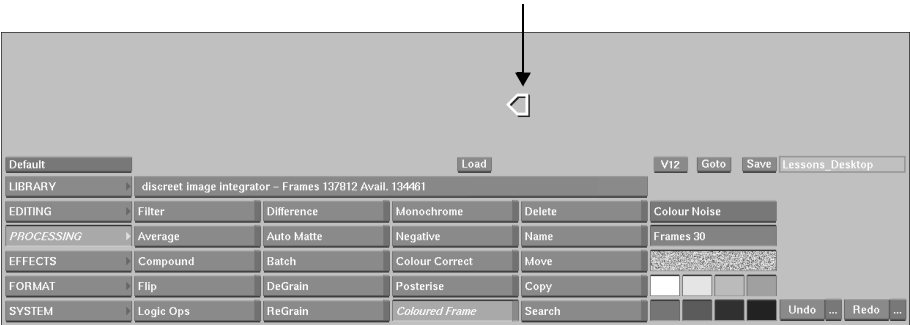 Default Load V12 Goto Save Lessons_Desktop
LIBRARY discreet image integrator – Frames 137812 Avail. 134461
EDITING Filter Difference Monochrome Delete Colour Noise
PROCESSING Average Auto Matte Negative Name Frames 30
EFFECTS Compound Batch Colour Correct Move
FORMAT Flip DeGrain Posterise Copy
SYSTEM Logic Ops ReGrain Coloured Frame Search Undo ... Redo ...